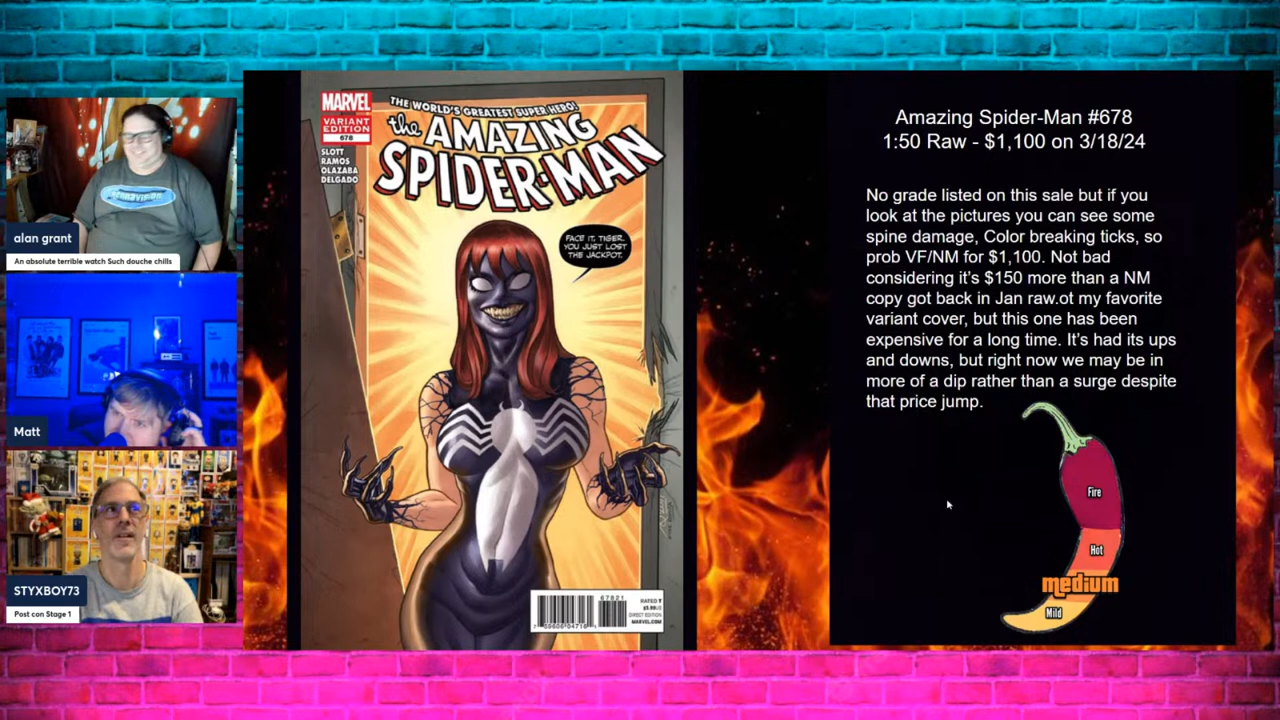 alan grant
An absolute terrible watch Such douche chills
Matt
STYXBOY73
Post con Stage 1
MARVEL
VARIANT
EDITION
678
SLOTT
RAMOS
OLAZABA
DELGADO
THE WORLD'S GREATEST SUPER HERO!
the AMAZING
SPIDER-MAN
FACE IT, TIGER,
YOU JUST LOST
THE JACKPOT.
67821
RATED T
DIRECT EDITION
MARVEL.COM
Amazing Spider-Man #678
1:50 Raw - $1,100 on 3/18/24
No grade listed on this sale but if you
look at the pictures you can see some
spine damage, Color breaking ticks, so
prob VF/NM for $1,100. Not bad
considering it's $150 more than a NM
copy got back in Jan raw.ot my favorite
variant cover, but this one has been
expensive for a long time. It's had its ups
and downs, but right now we may be in
more of a dip rather than a surge despite
that price jump.
Fire
Hot
medium
Mild